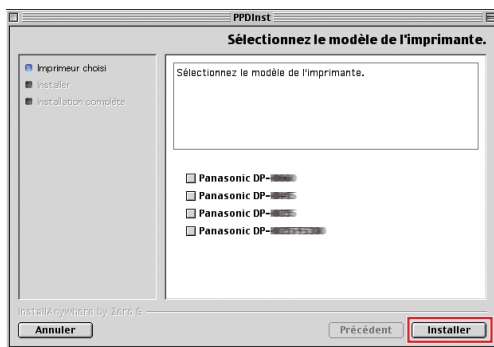 PPDInst
Sélectionnez le modèle de l'imprimante.
Imprimeur choisi
Installer
Installation complète
Sélectionnez le modèle de l'imprimante.
Panasonic DP-
Panasonic DP-
Panasonic DP-
Panasonic DP-
InstallAnywhere by Zero G
Annuler
Précédent
Installer